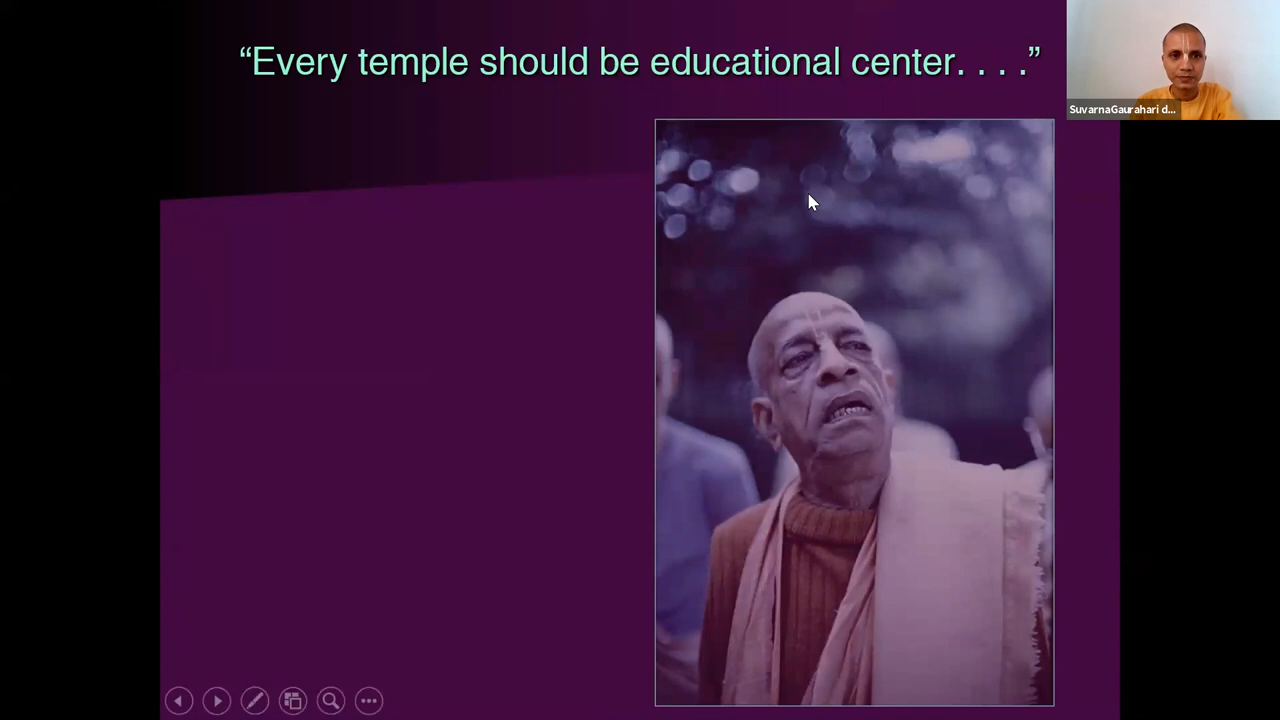 “Every temple should be educational center. . . .”
SuvarnaGaurahari d...